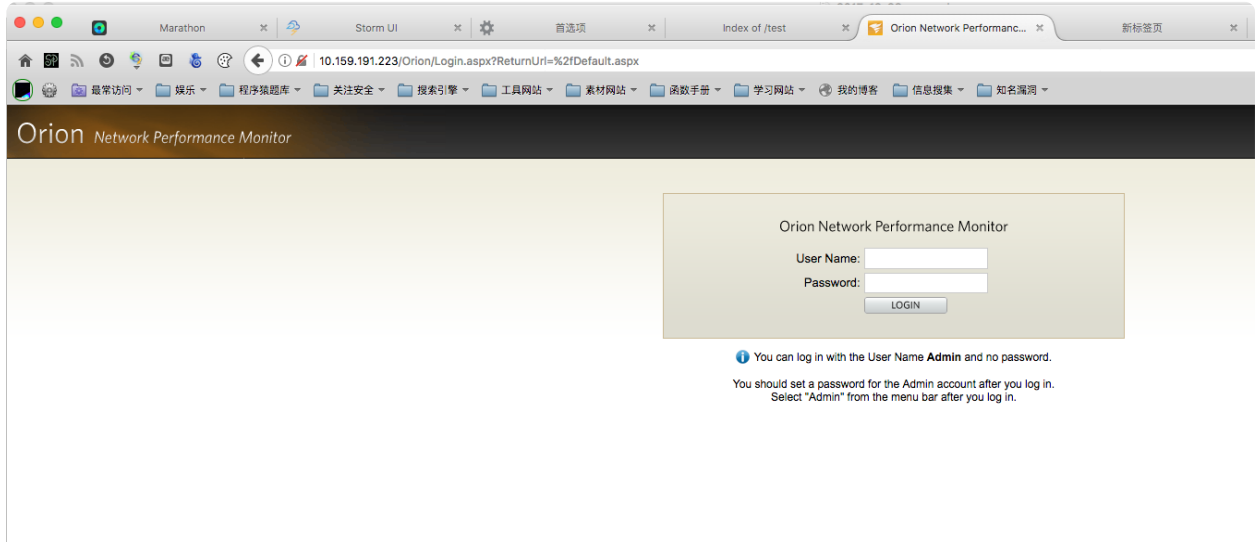 Marathon Storm UI 首选项 Index of /test Orion Network Performanc... 新标签页
SP 10.159.191.223/Orion/Login.aspx?ReturnUrl=%2fDefault.aspx
最常访问 娱乐 程序猿题库 关注安全 搜索引擎 工具网站 素材网站 函数手册 学习网站 我的博客 信息搜集 知名漏洞
Orion Network Performance Monitor
Orion Network Performance Monitor
User Name:
Password:
LOGIN
You can log in with the User Name Admin and no password.
You should set a password for the Admin account after you log in.
Select "Admin" from the menu bar after you log in.